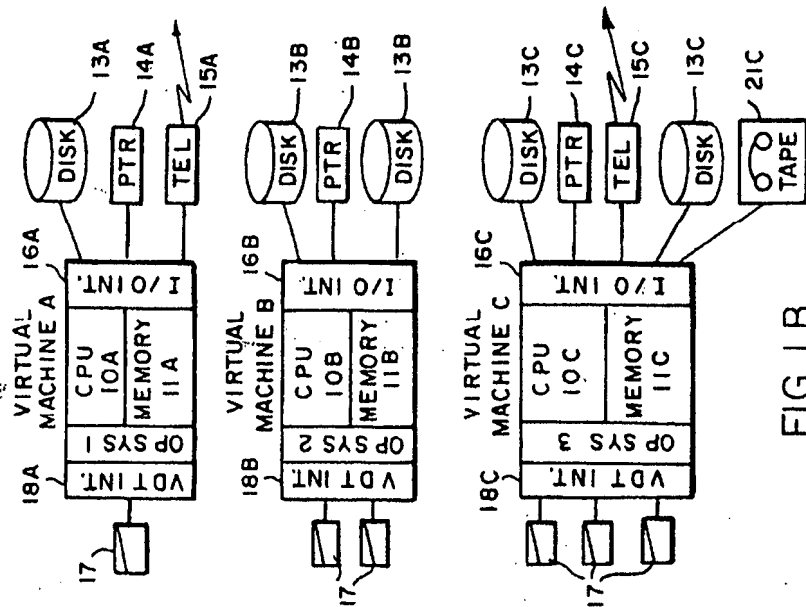 VIRTUAL
MACHINE A
18A
16A
13A
14A
15A
17
VDT INT.
OP SYS 1
CPU
10A
MEMORY
11A
I/O INT.
DISK
PTR
TEL
VIRTUAL
MACHINE B
18B
16B
13B
14B
13B
17
VDT INT.
OP SYS 2
CPU
10B
MEMORY
11B
I/O INT.
DISK
PTR
DISK
VIRTUAL
MACHINE C
18C
16C
13C
14C
15C
13C
21C
17
VDT INT.
OP SYS 3
CPU
10C
MEMORY
11C
I/O INT.
DISK
PTR
TEL
DISK
TAPE
FIG. 1B